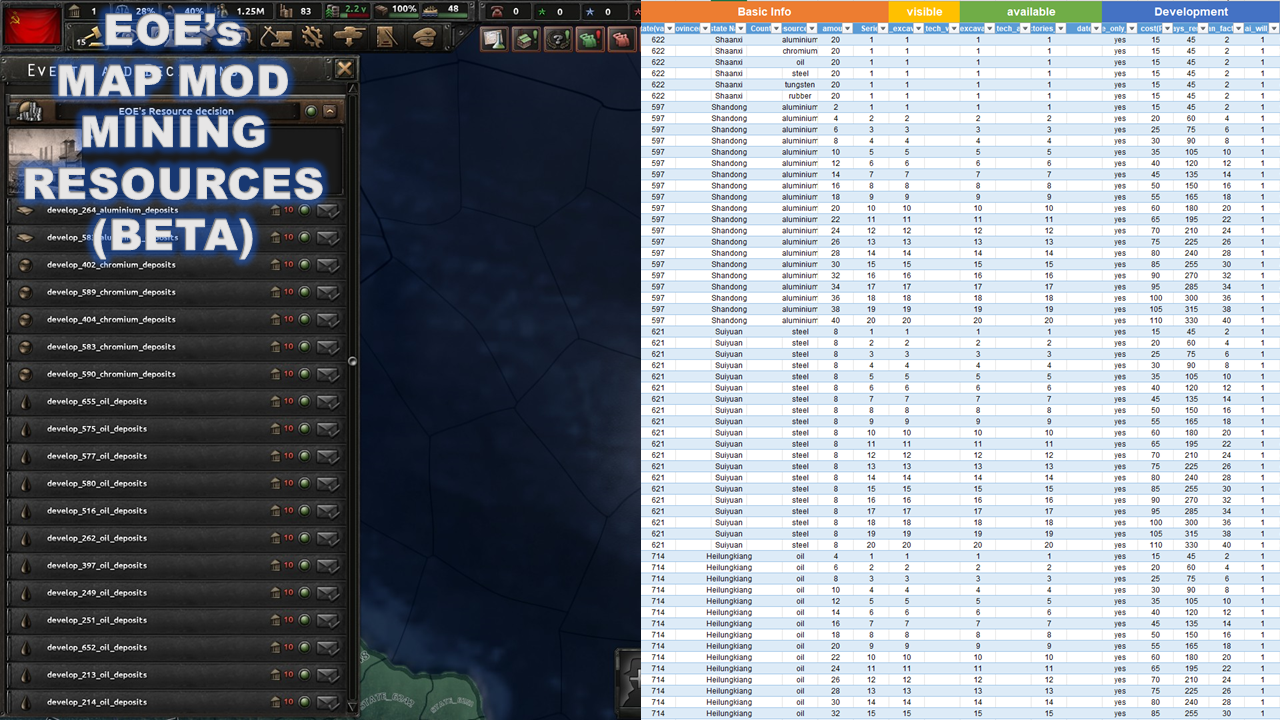 1 28% 40% 1.25M 83 2.2 v 100% 48 0 0 0
EOE's
MAP MOD
MINING
RESOURCES
(BETA)
EOE's Resource decision
aluminium_deposits 10
10
chromium_deposits 10
10
10
10
chromium_deposits 10
oil_deposits 10
develop_575_oil_deposits 10
oil_deposits 10
develop_580_oil_deposits 10
oil_deposits 10
oil_deposits 10
oil_deposits 10
develop_249_oil_deposits 10
oil_deposits 10
develop_652_oil_deposits 10
develop_213_oil_deposits 10
develop_214_oil_deposits 10
Basic Info visible available Development
622 Shaanxi aluminium 20 1 1 1 1 yes 15 45 2 1
622 Shaanxi chromium 20 1 1 1 1 yes 15 45 2 1
622 Shaanxi oil 20 1 1 1 1 yes 15 45 2 1
622 Shaanxi steel 20 1 1 1 1 yes 15 45 2 1
622 Shaanxi tungsten 20 1 1 1 1 yes 15 45 2 1
622 Shaanxi rubber 20 1 1 1 1 yes 15 45 2 1
597 Shandong aluminium 2 1 1 1 1 yes 15 45 2 1
597 Shandong aluminium 4 2 2 2 2 yes 20 60 4 1
597 Shandong aluminium 6 3 3 3 3 yes 25 75 6 1
597 Shandong aluminium 8 4 4 4 4 yes 30 90 8 1
597 Shandong aluminium 10 5 5 5 5 yes 35 105 10 1
597 Shandong aluminium 12 6 6 6 6 yes 40 120 12 1
597 Shandong aluminium 14 7 7 7 7 yes 45 135 14 1
597 Shandong aluminium 16 8 8 8 8 yes 50 150 16 1
597 Shandong aluminium 18 9 9 9 9 yes 55 165 18 1
597 Shandong aluminium 20 10 10 10 10 yes 60 180 20 1
597 Shandong aluminium 22 11 11 11 11 yes 65 195 22 1
597 Shandong aluminium 24 12 12 12 12 yes 70 210 24 1
597 Shandong aluminium 26 13 13 13 13 yes 75 225 26 1
597 Shandong aluminium 28 14 14 14 14 yes 80 240 28 1
597 Shandong aluminium 30 15 15 15 15 yes 85 255 30 1
597 Shandong aluminium 32 16 16 16 16 yes 90 270 32 1
597 Shandong aluminium 34 17 17 17 17 yes 95 285 34 1
597 Shandong aluminium 36 18 18 18 18 yes 100 300 36 1
597 Shandong aluminium 38 19 19 19 19 yes 105 315 38 1
597 Shandong aluminium 40 20 20 20 20 yes 110 330 40 1
621 Suiyuan steel 8 1 1 1 1 yes 15 45 2 1
621 Suiyuan steel 8 2 2 2 2 yes 20 60 4 1
621 Suiyuan steel 8 3 3 3 3 yes 25 75 6 1
621 Suiyuan steel 8 4 4 4 4 yes 30 90 8 1
621 Suiyuan steel 8 5 5 5 5 yes 35 105 10 1
621 Suiyuan steel 8 6 6 6 6 yes 40 120 12 1
621 Suiyuan steel 8 7 7 7 7 yes 45 135 14 1
621 Suiyuan steel 8 8 8 8 8 yes 50 150 16 1
621 Suiyuan steel 8 9 9 9 9 yes 55 165 18 1
621 Suiyuan steel 8 10 10 10 10 yes 60 180 20 1
621 Suiyuan steel 8 11 11 11 11 yes 65 195 22 1
621 Suiyuan steel 8 12 12 12 12 yes 70 210 24 1
621 Suiyuan steel 8 13 13 13 13 yes 75 225 26 1
621 Suiyuan steel 8 14 14 14 14 yes 80 240 28 1
621 Suiyuan steel 8 15 15 15 15 yes 85 255 30 1
621 Suiyuan steel 8 16 16 16 16 yes 90 270 32 1
621 Suiyuan steel 8 17 17 17 17 yes 95 285 34 1
621 Suiyuan steel 8 18 18 18 18 yes 100 300 36 1
621 Suiyuan steel 8 19 19 19 19 yes 105 315 38 1
621 Suiyuan steel 8 20 20 20 20 yes 110 330 40 1
714 Heilungkiang oil 4 1 1 1 1 yes 15 45 2 1
714 Heilungkiang oil 6 2 2 2 2 yes 20 60 4 1
714 Heilungkiang oil 8 3 3 3 3 yes 25 75 6 1
714 Heilungkiang oil 10 4 4 4 4 yes 30 90 8 1
714 Heilungkiang oil 12 5 5 5 5 yes 35 105 10 1
714 Heilungkiang oil 14 6 6 6 6 yes 40 120 12 1
714 Heilungkiang oil 16 7 7 7 7 yes 45 135 14 1
714 Heilungkiang oil 18 8 8 8 8 yes 50 150 16 1
714 Heilungkiang oil 20 9 9 9 9 yes 55 165 18 1
714 Heilungkiang oil 22 10 10 10 10 yes 60 180 20 1
714 Heilungkiang oil 24 11 11 11 11 yes 65 195 22 1
714 Heilungkiang oil 26 12 12 12 12 yes 70 210 24 1
714 Heilungkiang oil 28 13 13 13 13 yes 75 225 26 1
714 Heilungkiang oil 30 14 14 14 14 yes 80 240 28 1
714 Heilungkiang oil 32 15 15 15 15 yes 85 255 30 1